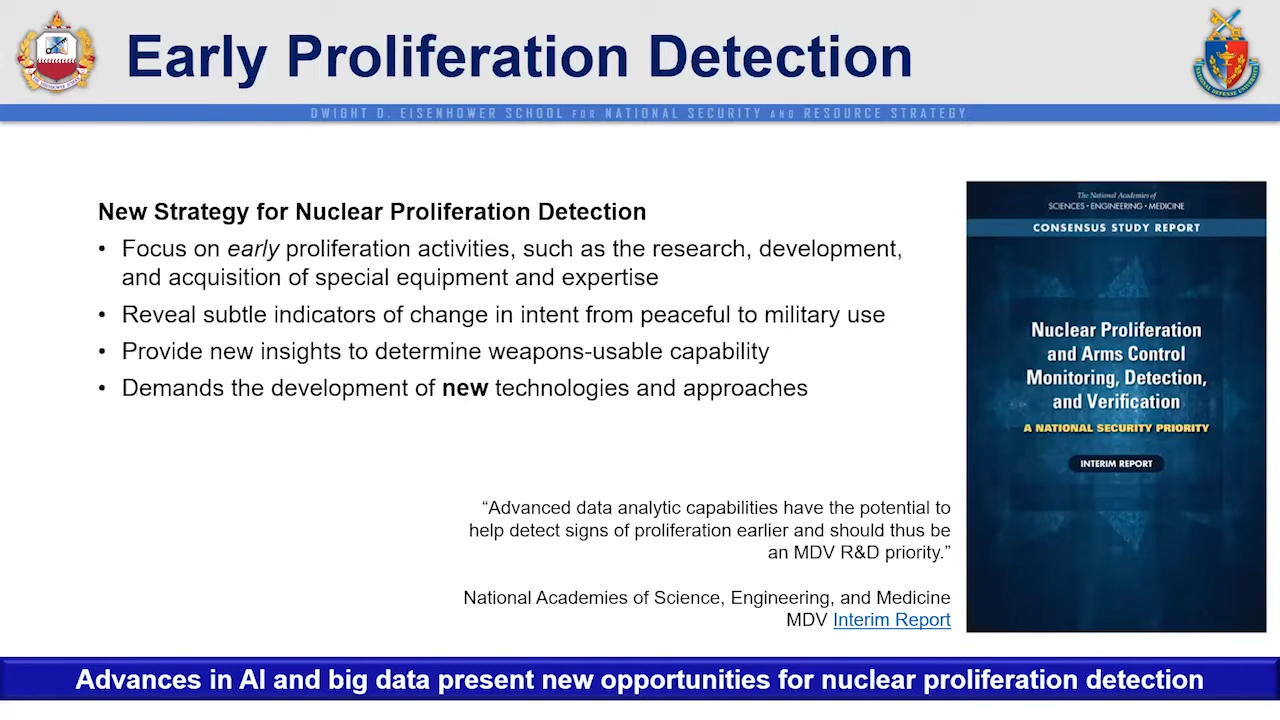 Early Proliferation Detection
DWIGHT D. EISENHOWER SCHOOL FOR NATIONAL SECURITY AND RESOURCE STRATEGY
New Strategy for Nuclear Proliferation Detection
• Focus on early proliferation activities, such as the research, development,
and acquisition of special equipment and expertise
• Reveal subtle indicators of change in intent from peaceful to military use
• Provide new insights to determine weapons-usable capability
• Demands the development of new technologies and approaches
“Advanced data analytic capabilities have the potential to
help detect signs of proliferation earlier and should thus be
an MDV R&D priority.”
National Academies of Science, Engineering, and Medicine
MDV Interim Report
The National Academies of
SCIENCES • ENGINEERING • MEDICINE
CONSENSUS STUDY REPORT
Nuclear Proliferation
and Arms Control
Monitoring, Detection,
and Verification
A NATIONAL SECURITY PRIORITY
INTERIM REPORT
Advances in AI and big data present new opportunities for nuclear proliferation detection